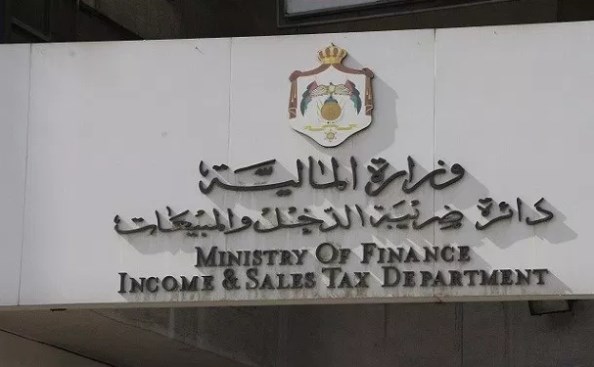 وزارة المالية
دائرة ضريبة الدخل والمبيعات
MINISTRY OF FINANCE
INCOME & SALES TAX DEPARTMENT